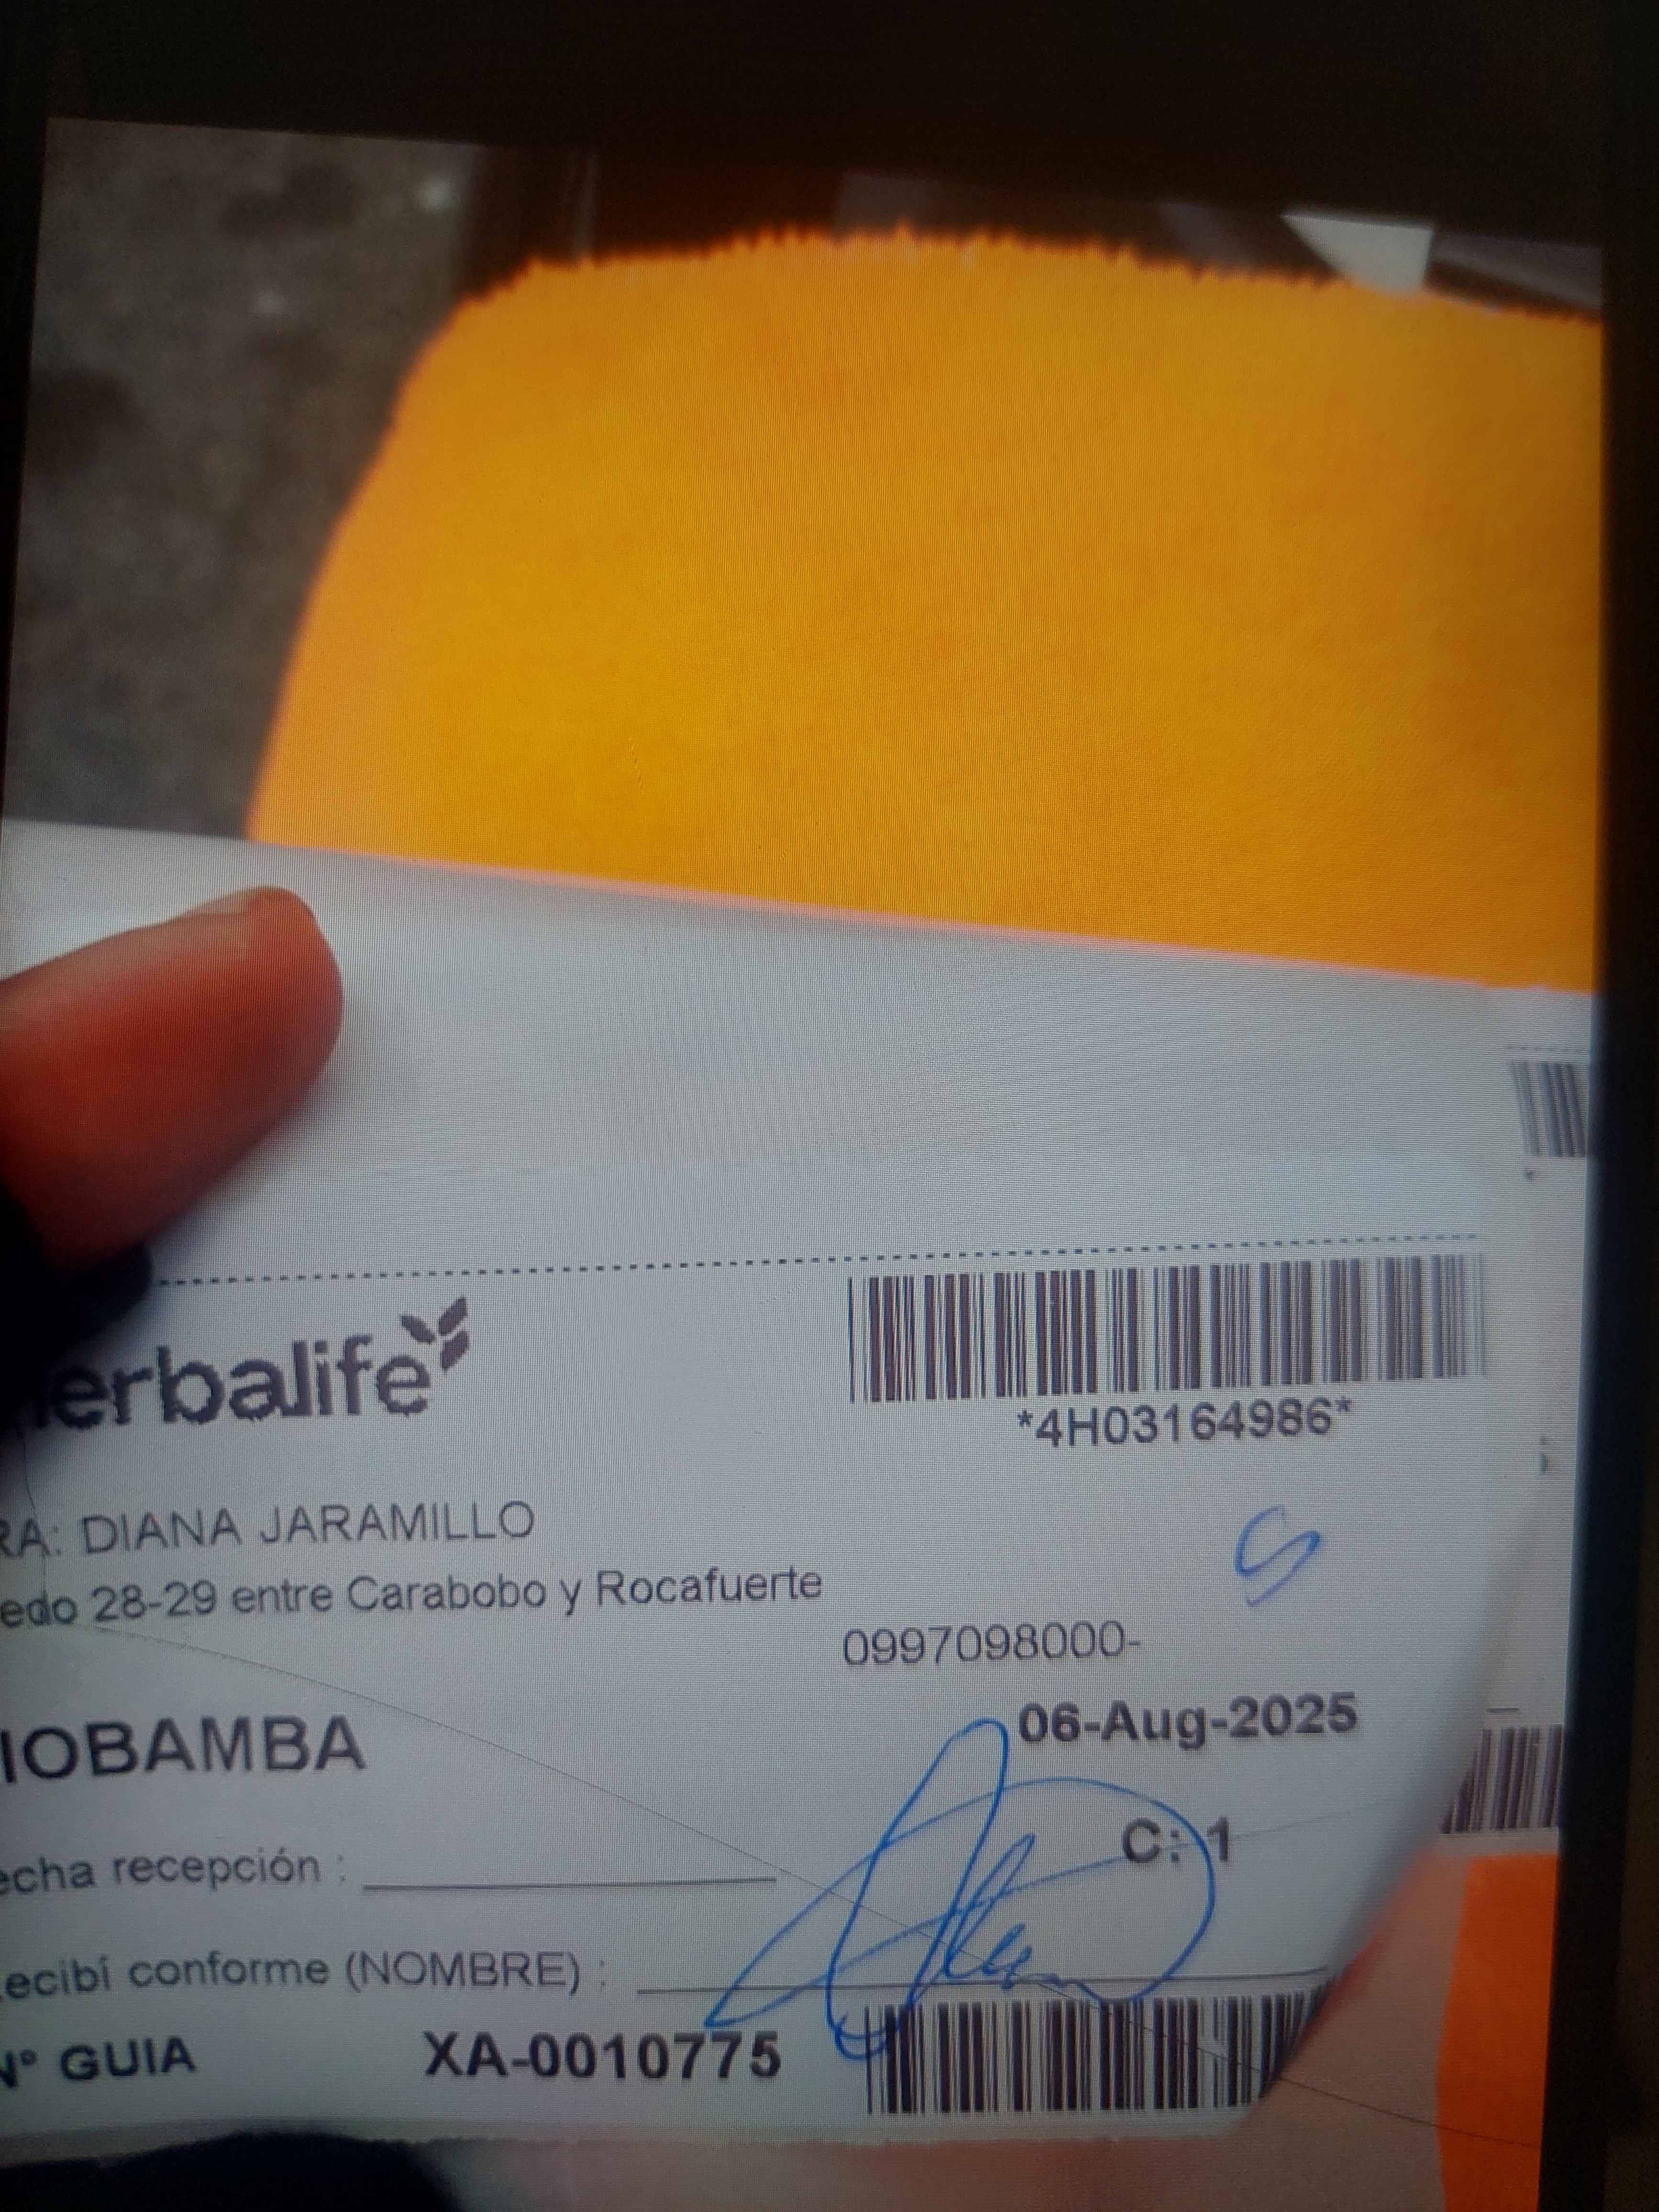 erbalife
*4H03164986*
RA: DIANA JARAMILLO
edo 28-29 entre Carabobo y Rocafuerte
0997098000-
IOBAMBA
06-Aug-2025
C: 1
echa recepción :
ecibí conforme (NOMBRE) :
Nº GUIA XA-0010775